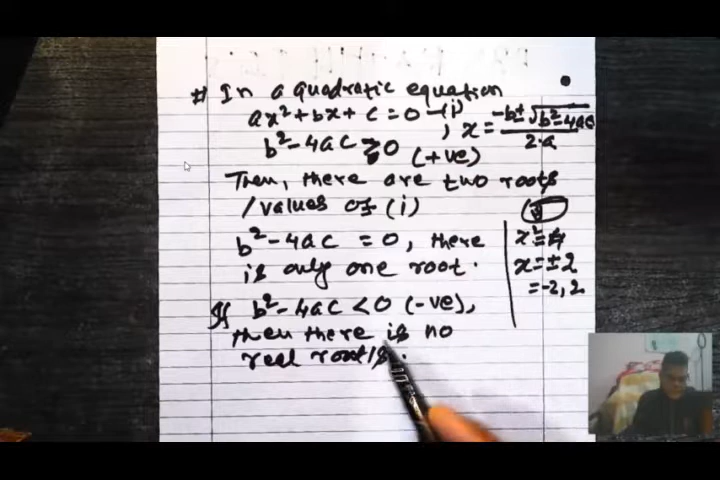 # In a quadratic equation
ax² + bx + c = 0 —(i)
, x = (-b ± √(b² - 4ac)) / 2·a
b² - 4ac > 0 (+ve)
Then, there are two roots
/ values of (i)
b² - 4ac = 0, there
is only one root.
If b² - 4ac < 0 (-ve),
then there is no
real root/s.
x² = 4
x = ± 2
= -2, 2